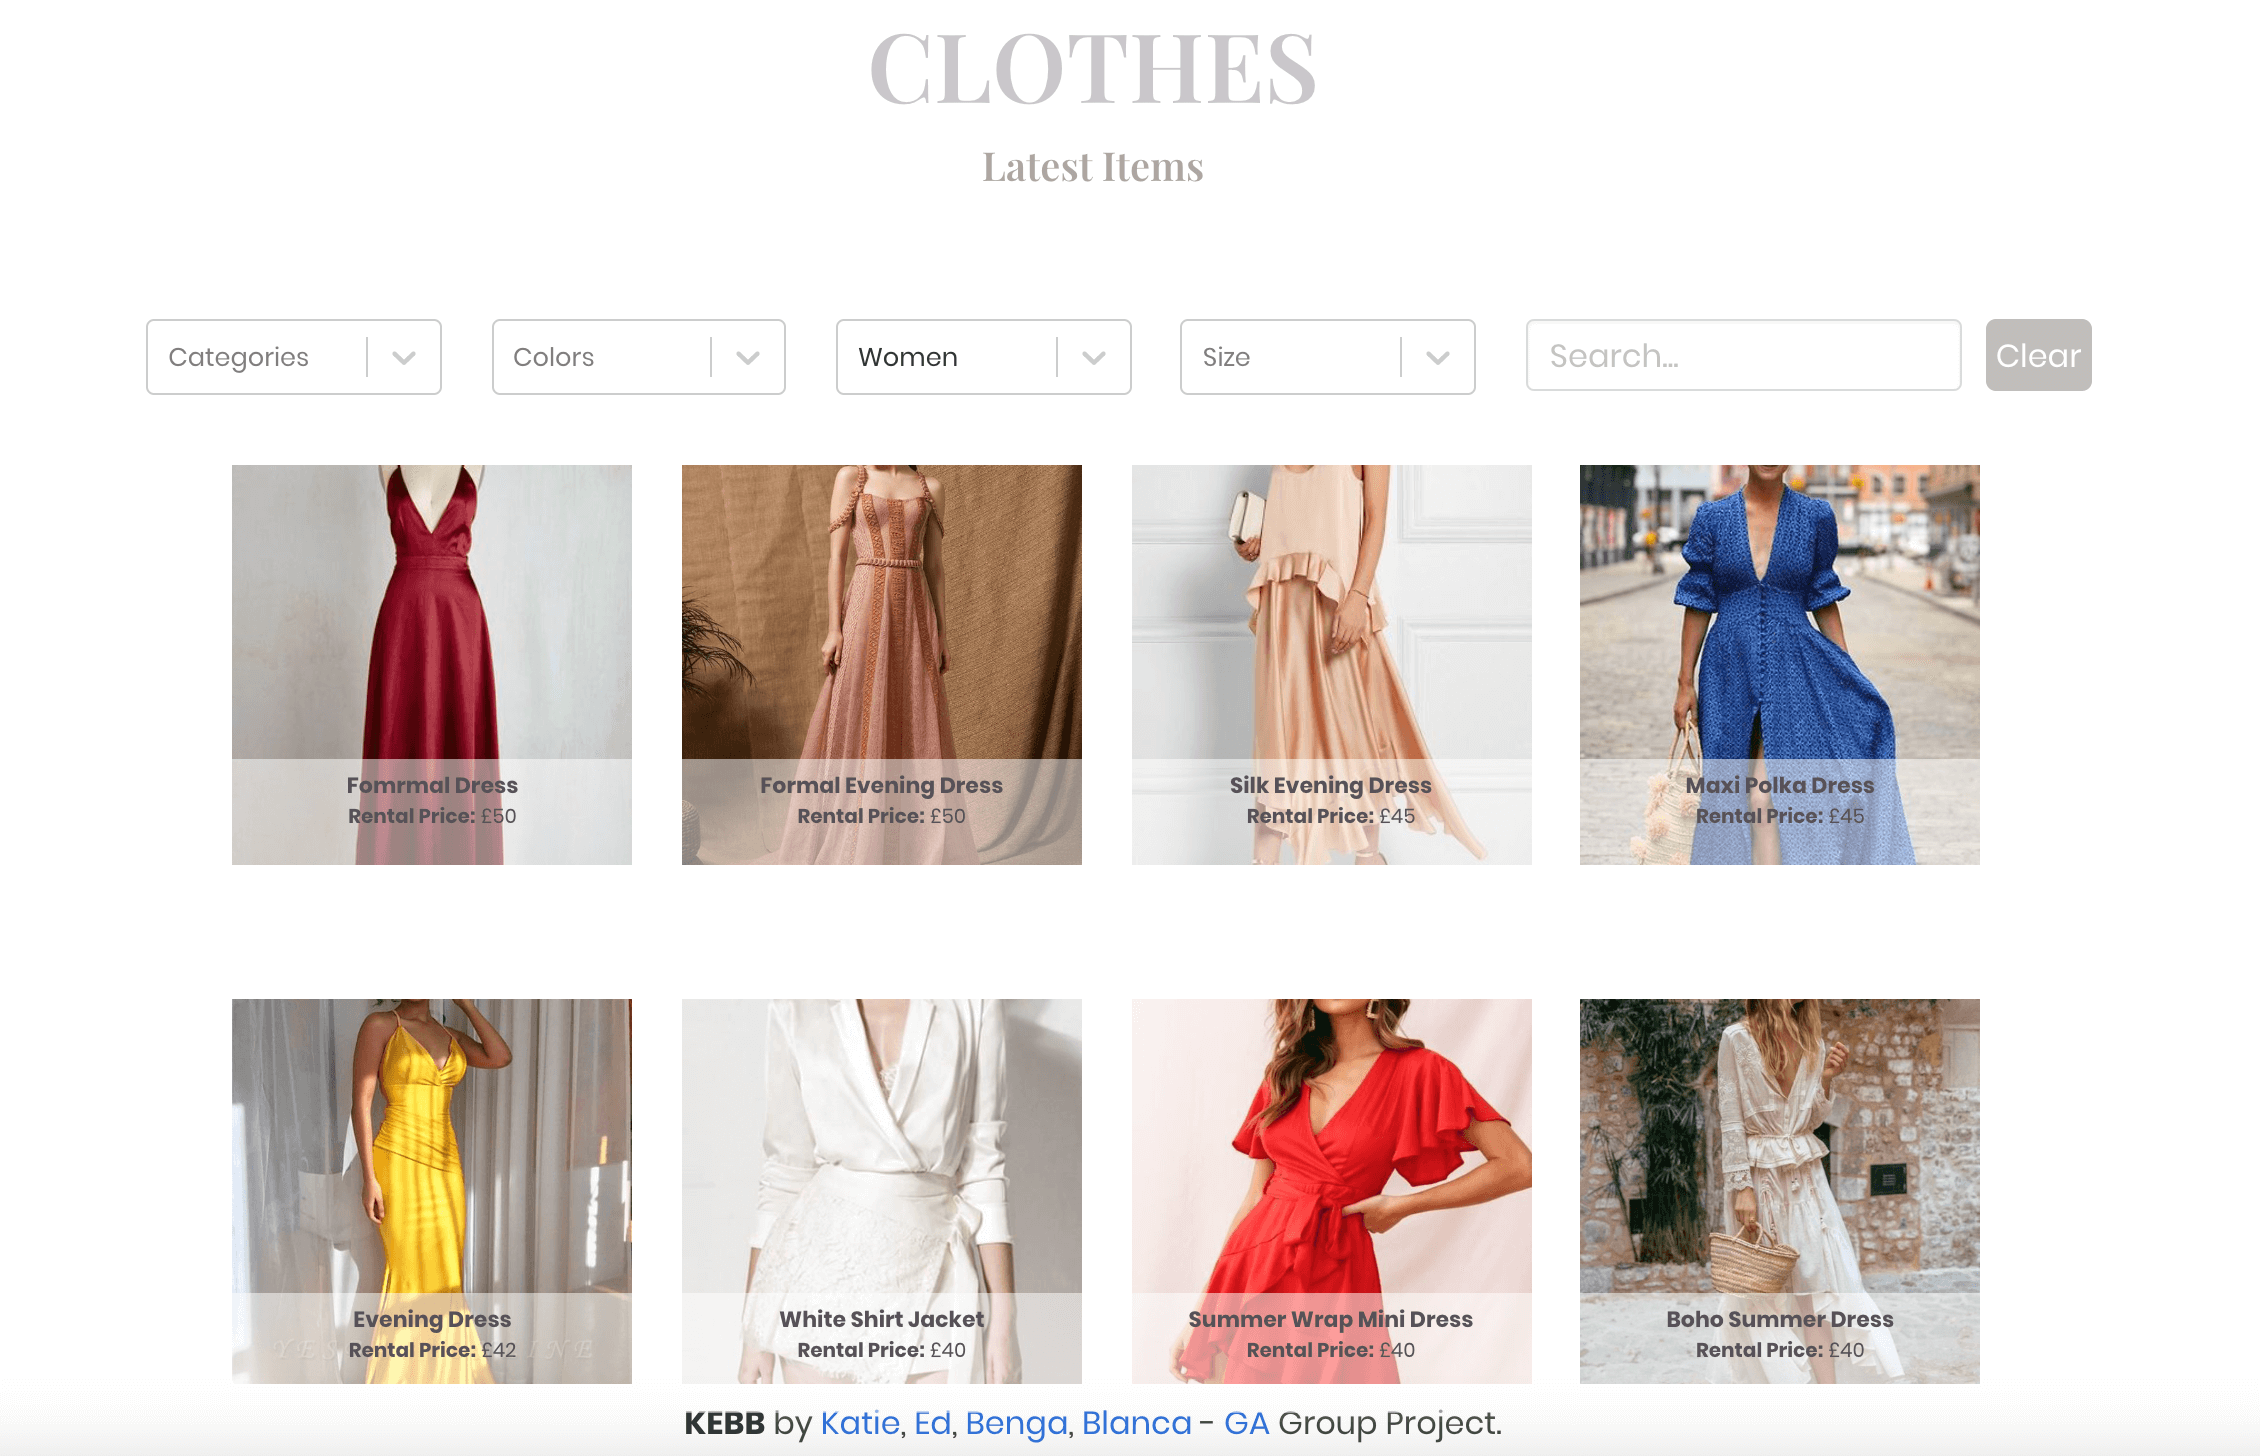 CLOTHES
Latest Items
Categories
Colors
Women
Size
Search...
Clear
Fomrmal Dress
Rental Price: £50
Formal Evening Dress
Rental Price: £50
Silk Evening Dress
Rental Price: £45
Maxi Polka Dress
Rental Price: £45
Evening Dress
Rental Price: £42
White Shirt Jacket
Rental Price: £40
Summer Wrap Mini Dress
Rental Price: £40
Boho Summer Dress
Rental Price: £40
KEBB by Katie, Ed, Benga, Blanca - GA Group Project.